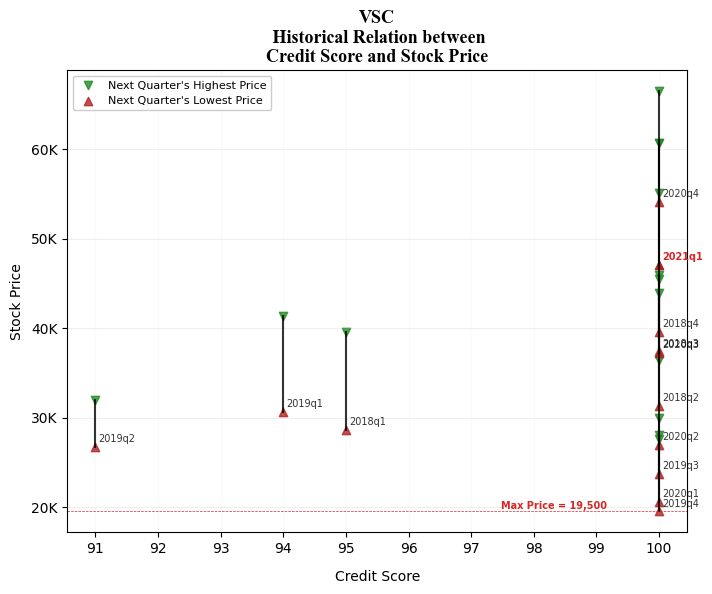 VSC
Historical Relation between
Credit Score and Stock Price
Next Quarter's Highest Price
Next Quarter's Lowest Price
Stock Price
60K
50K
40K
30K
20K
2020q4
2021q1
2018q4
2018q3
2020q3
2018q2
2019q1
2018q1
2019q2
2020q2
2019q3
2020q1
2019q4
Max Price = 19,500
91 92 93 94 95 96 97 98 99 100
Credit Score